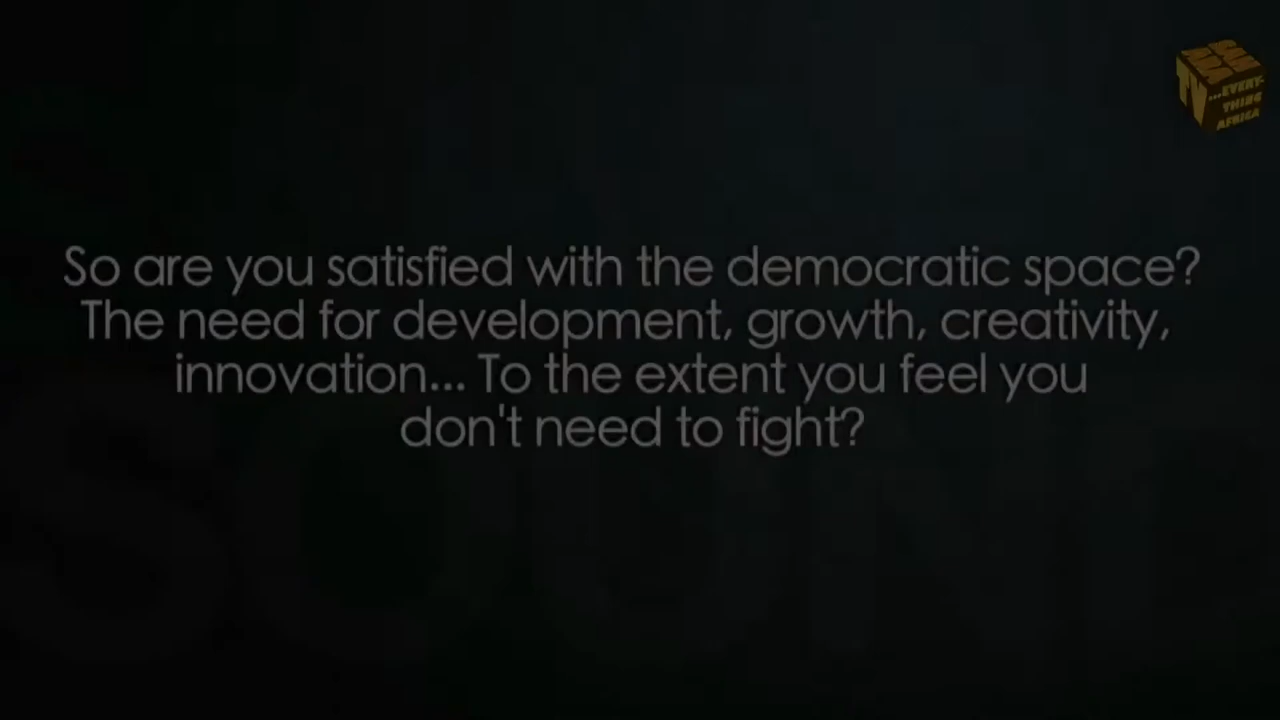 So are you satisfied with the democratic space?
The need for development, growth, creativity,
innovation... To the extent you feel you
don't need to fight?
TV
...EVERY-
THING
AFRICA